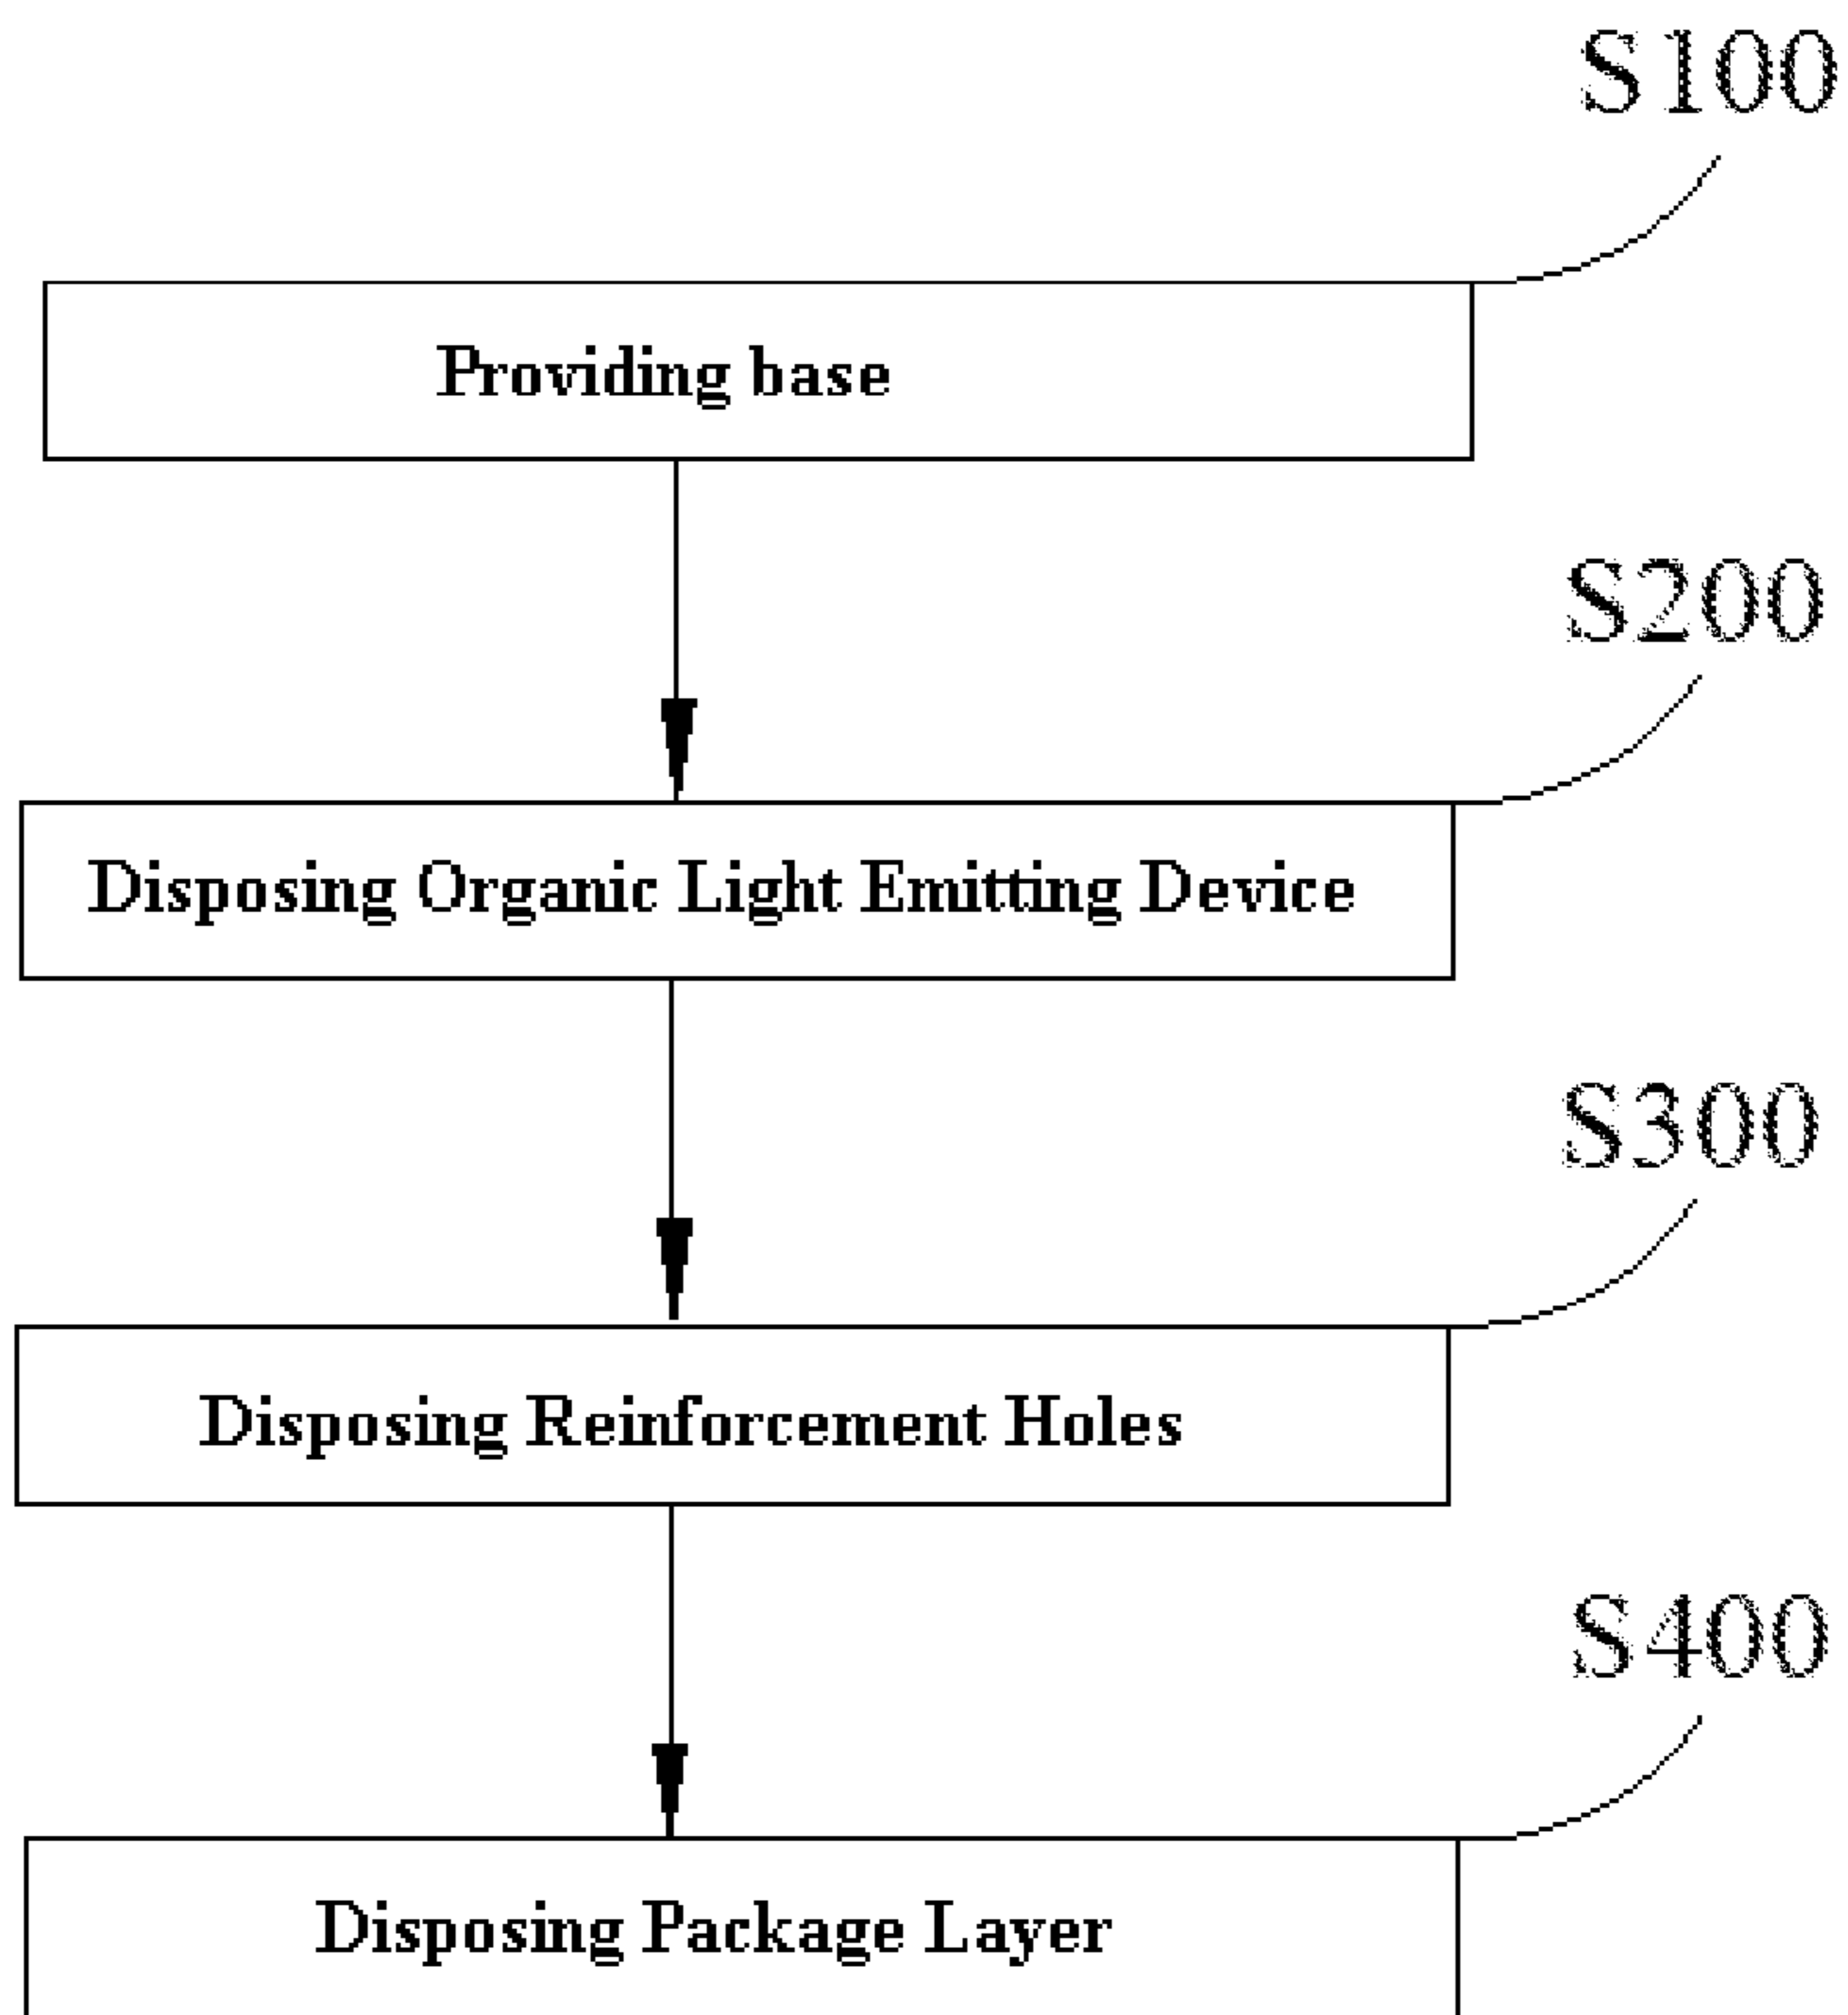 S100
Providing base
S200
Disposing Organic Light Emitting Device
S300
Disposing Reinforcement Holes
S400
Disposing Package Layer